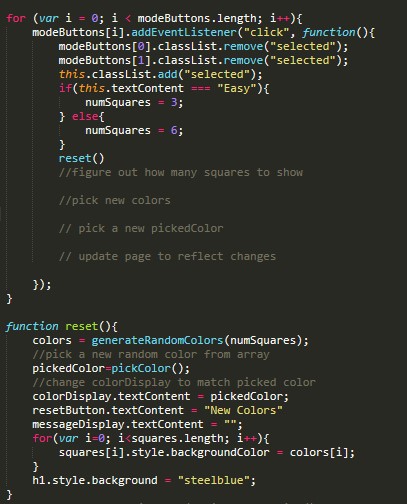 for (var i = 0; i < modeButtons.length; i++){
modeButtons[i].addEventListener("click", function(){
modeButtons[0].classList.remove("selected");
modeButtons[1].classList.remove("selected");
this.classList.add("selected");
if(this.textContent === "Easy"){
numSquares = 3;
} else{
numSquares = 6;
}
reset()
//figure out how many squares to show
//pick new colors
// pick a new pickedColor
// update page to reflect changes
});
}
function reset(){
colors = generateRandomColors(numSquares);
//pick a new random color from array
pickedColor=pickColor();
//change colorDisplay to match picked color
colorDisplay.textContent = pickedColor;
resetButton.textContent = "New Colors"
messageDisplay.textContent = "";
for(var i=0; i<squares.length; i++){
squares[i].style.backgroundColor = colors[i];
}
h1.style.background = "steelblue";
}